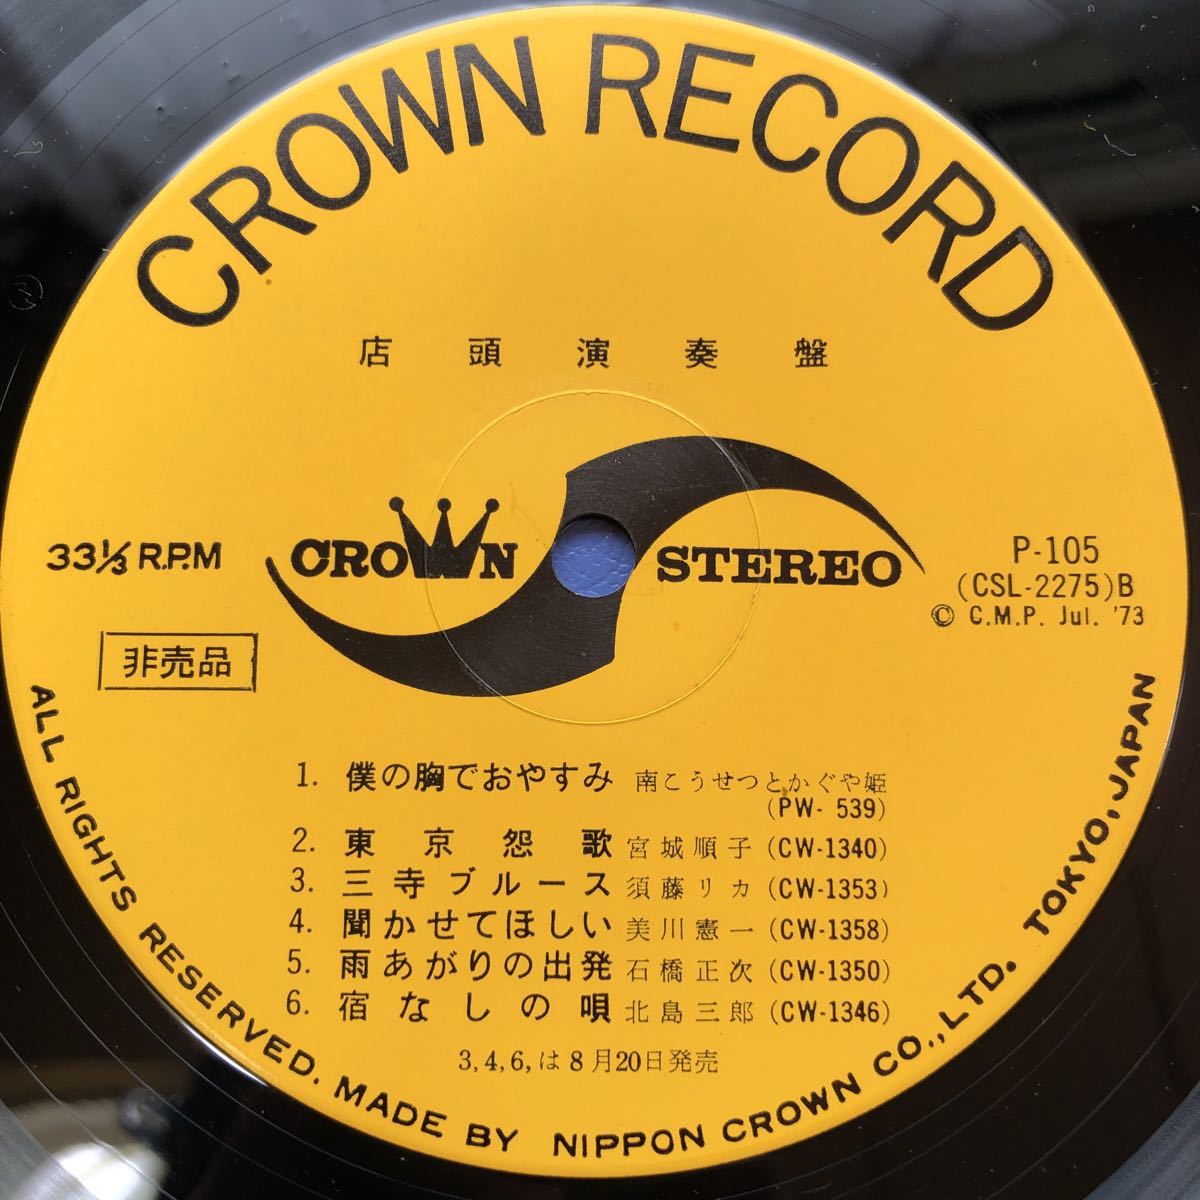 CROWN RECORD
店頭演奏盤
CROWN STEREO
33⅓ R.P.M
非売品
P-105
(CSL-2275)B
© C.M.P. Jul. '73
1. 僕の胸でおやすみ 南こうせつとかぐや姫
(PW- 539)
2. 東京怨歌 宮城順子 (CW-1340)
3. 三寺ブルース 須藤リカ (CW-1353)
4. 聞かせてほしい 美川憲一 (CW-1358)
5. 雨あがりの出発 石橋正次 (CW-1350)
6. 宿なしの唄 北島三郎 (CW-1346)
3,4,6,は8月20日発売
ALL RIGHTS RESERVED. MADE BY NIPPON CROWN CO., LTD. TOKYO, JAPAN